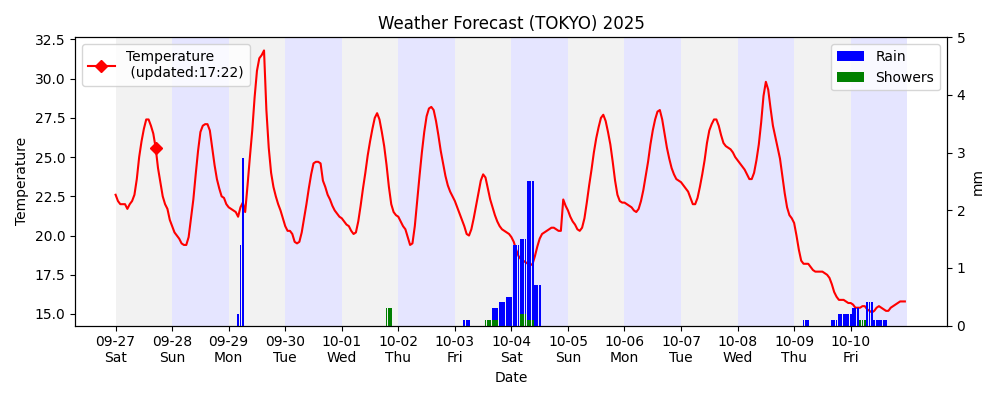 Weather Forecast (TOKYO) 2025
Temperature
(updated:17:22)
Rain
Showers
32.5
30.0
27.5
25.0
22.5
20.0
17.5
15.0
Temperature
5
4
3
2
1
0
mm
09-27 09-28 09-29 09-30 10-01 10-02 10-03 10-04 10-05 10-06 10-07 10-08 10-09 10-10
Sat Sun Mon Tue Wed Thu Fri Sat Sun Mon Tue Wed Thu Fri
Date